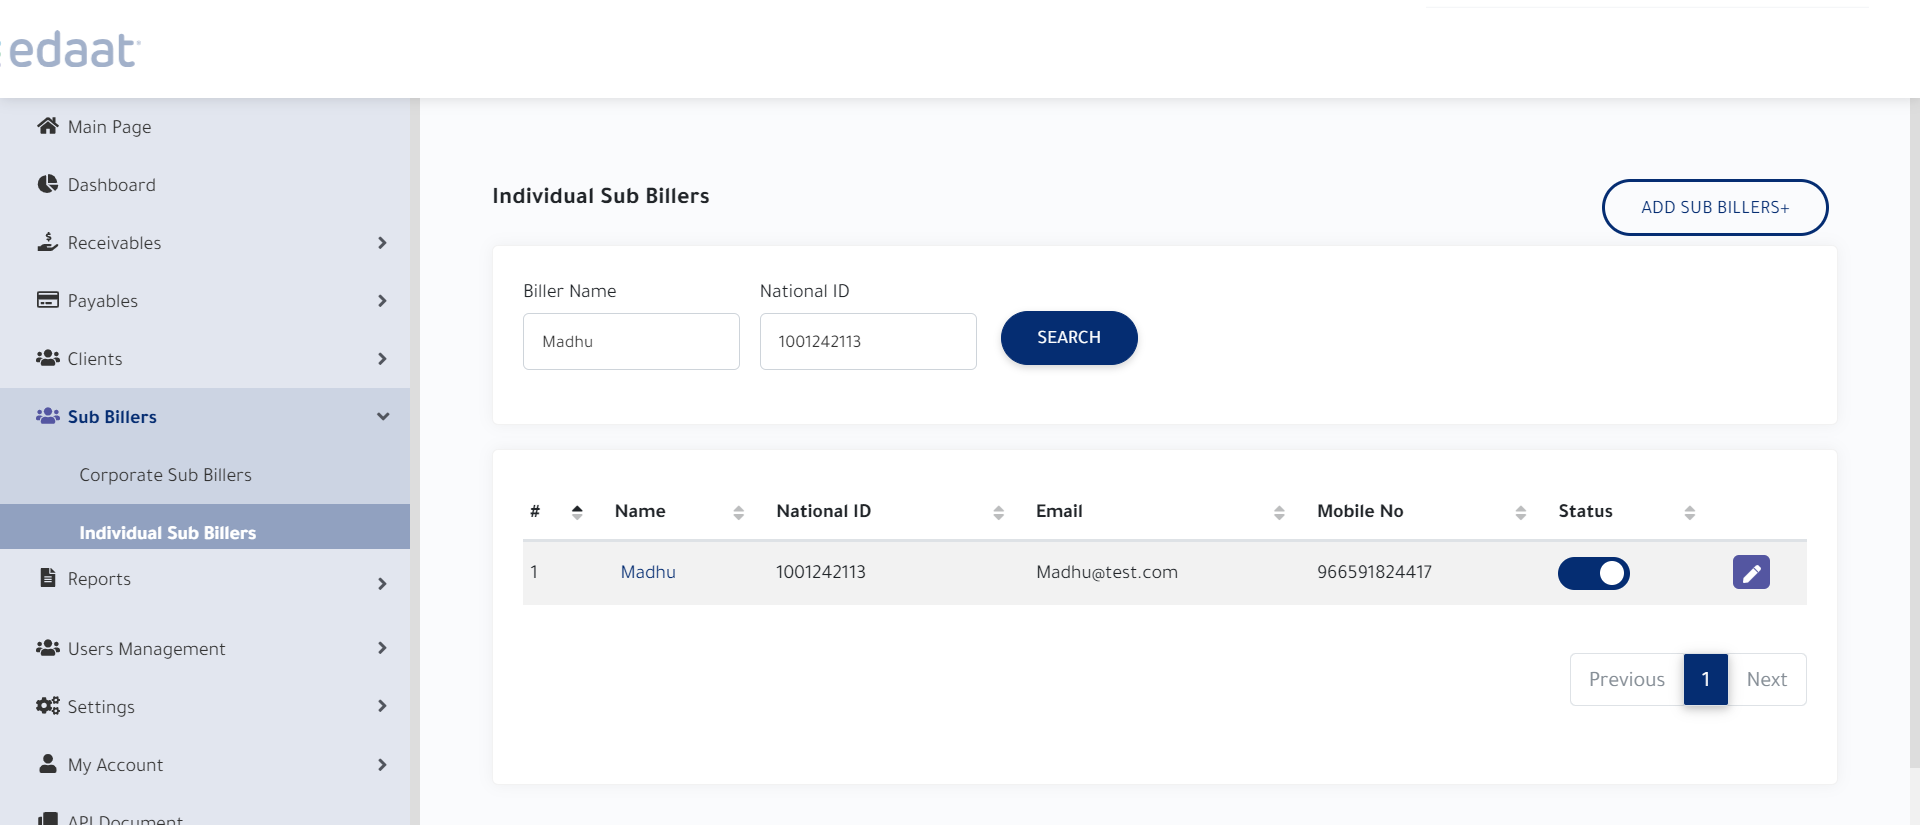 edaat
Main Page
Dashboard
Receivables
Payables
Clients
Sub Billers
Corporate Sub Billers
Individual Sub Billers
Reports
Users Management
Settings
My Account
API Document
Individual Sub Billers
ADD SUB BILLERS+
Biller Name National ID
Madhu 1001242113 SEARCH
# Name National ID Email Mobile No Status
1 Madhu 1001242113 Madhu@test.com 966591824417
Previous 1 Next